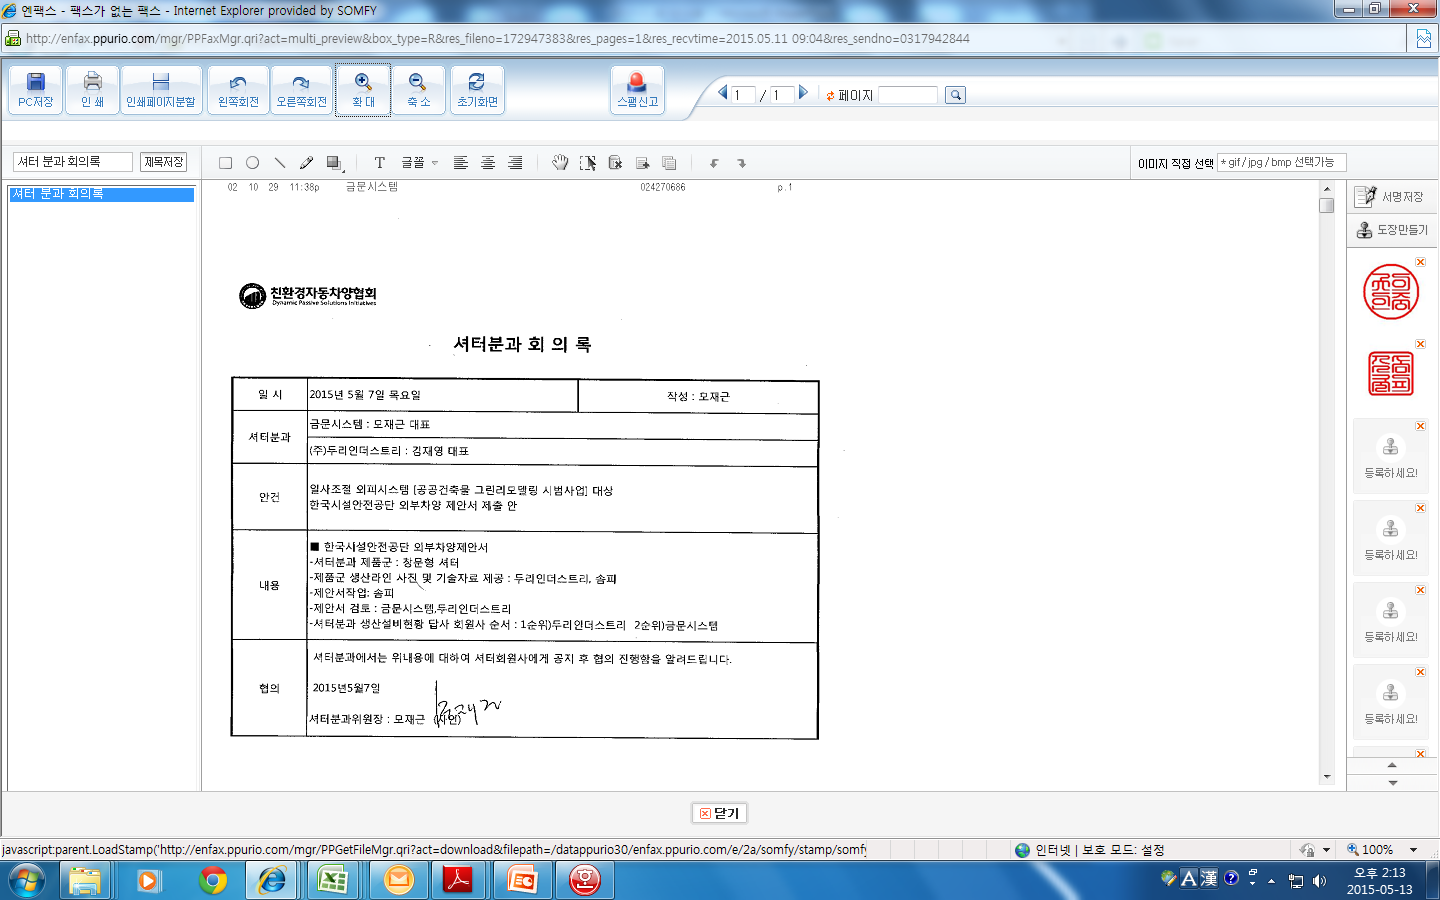 엔팩스 - 팩스가 없는 팩스 - Internet Explorer provided by SOMFY
http://enfax.ppurio.com/mgr/PPFaxMgr.qri?act=multi_preview&box_type=R&res_fileno=172947383&res_pages=1&res_recvtime=2015.05.11 09:04&res_sendno=0317942844
PC저장 인 쇄 인쇄페이지분할 왼쪽회전 오른쪽회전 확 대 축 소 초기화면 스팸신고 1 / 1 페이지
셔터 분과 회의록 제목저장 T 글꼴 이미지 직접 선택 * gif / jpg / bmp 선택가능
셔터 분과 회의록
02 10 29 11:38p 금문시스템 024270686 p.1
서명저장
도장만들기
친환경자동차양협회
Dynamic Passive Solutions Initiatives
셔터분과 회 의 록
일 시 2015년 5월 7일 목요일 작성 : 모재근
셔터분과
금문시스템 : 모재근 대표
(주)두리인더스트리 : 김재영 대표
안건
일사조절 외피시스템 [공공건축물 그린리모델링 시범사업] 대상
한국시설안전공단 외부차양 제안서 제출 안
내용
■ 한국시설안전공단 외부차양제안서
-셔터분과 제품군 : 창문형 셔터
-제품군 생산라인 사진 및 기술자료 제공 : 두리인더스트리, 솜피
-제안서작업: 솜피
-제안서 검토 : 금문시스템,두리인더스트리
-셔터분과 생산설비현황 답사 회원사 순서 : 1순위)두리인더스트리 2순위)금문시스템
협의
셔터분과에서는 위내용에 대하여 셔터회원사에게 공지 후 협의 진행함을 알려드립니다.
2015년5월7일
셔터분과위원장 : 모재근 (사인)
등록하세요!
등록하세요!
등록하세요!
등록하세요!
닫기
javascript:parent.LoadStamp('http://enfax.ppurio.com/mgr/PPGetFileMgr.qri?act=download&filepath=/datappurio30/enfax.ppurio.com/e/2a/somfy/stamp/somfy
인터넷 | 보호 모드: 설정 100%
A 漢 오후 2:13
2015-05-13